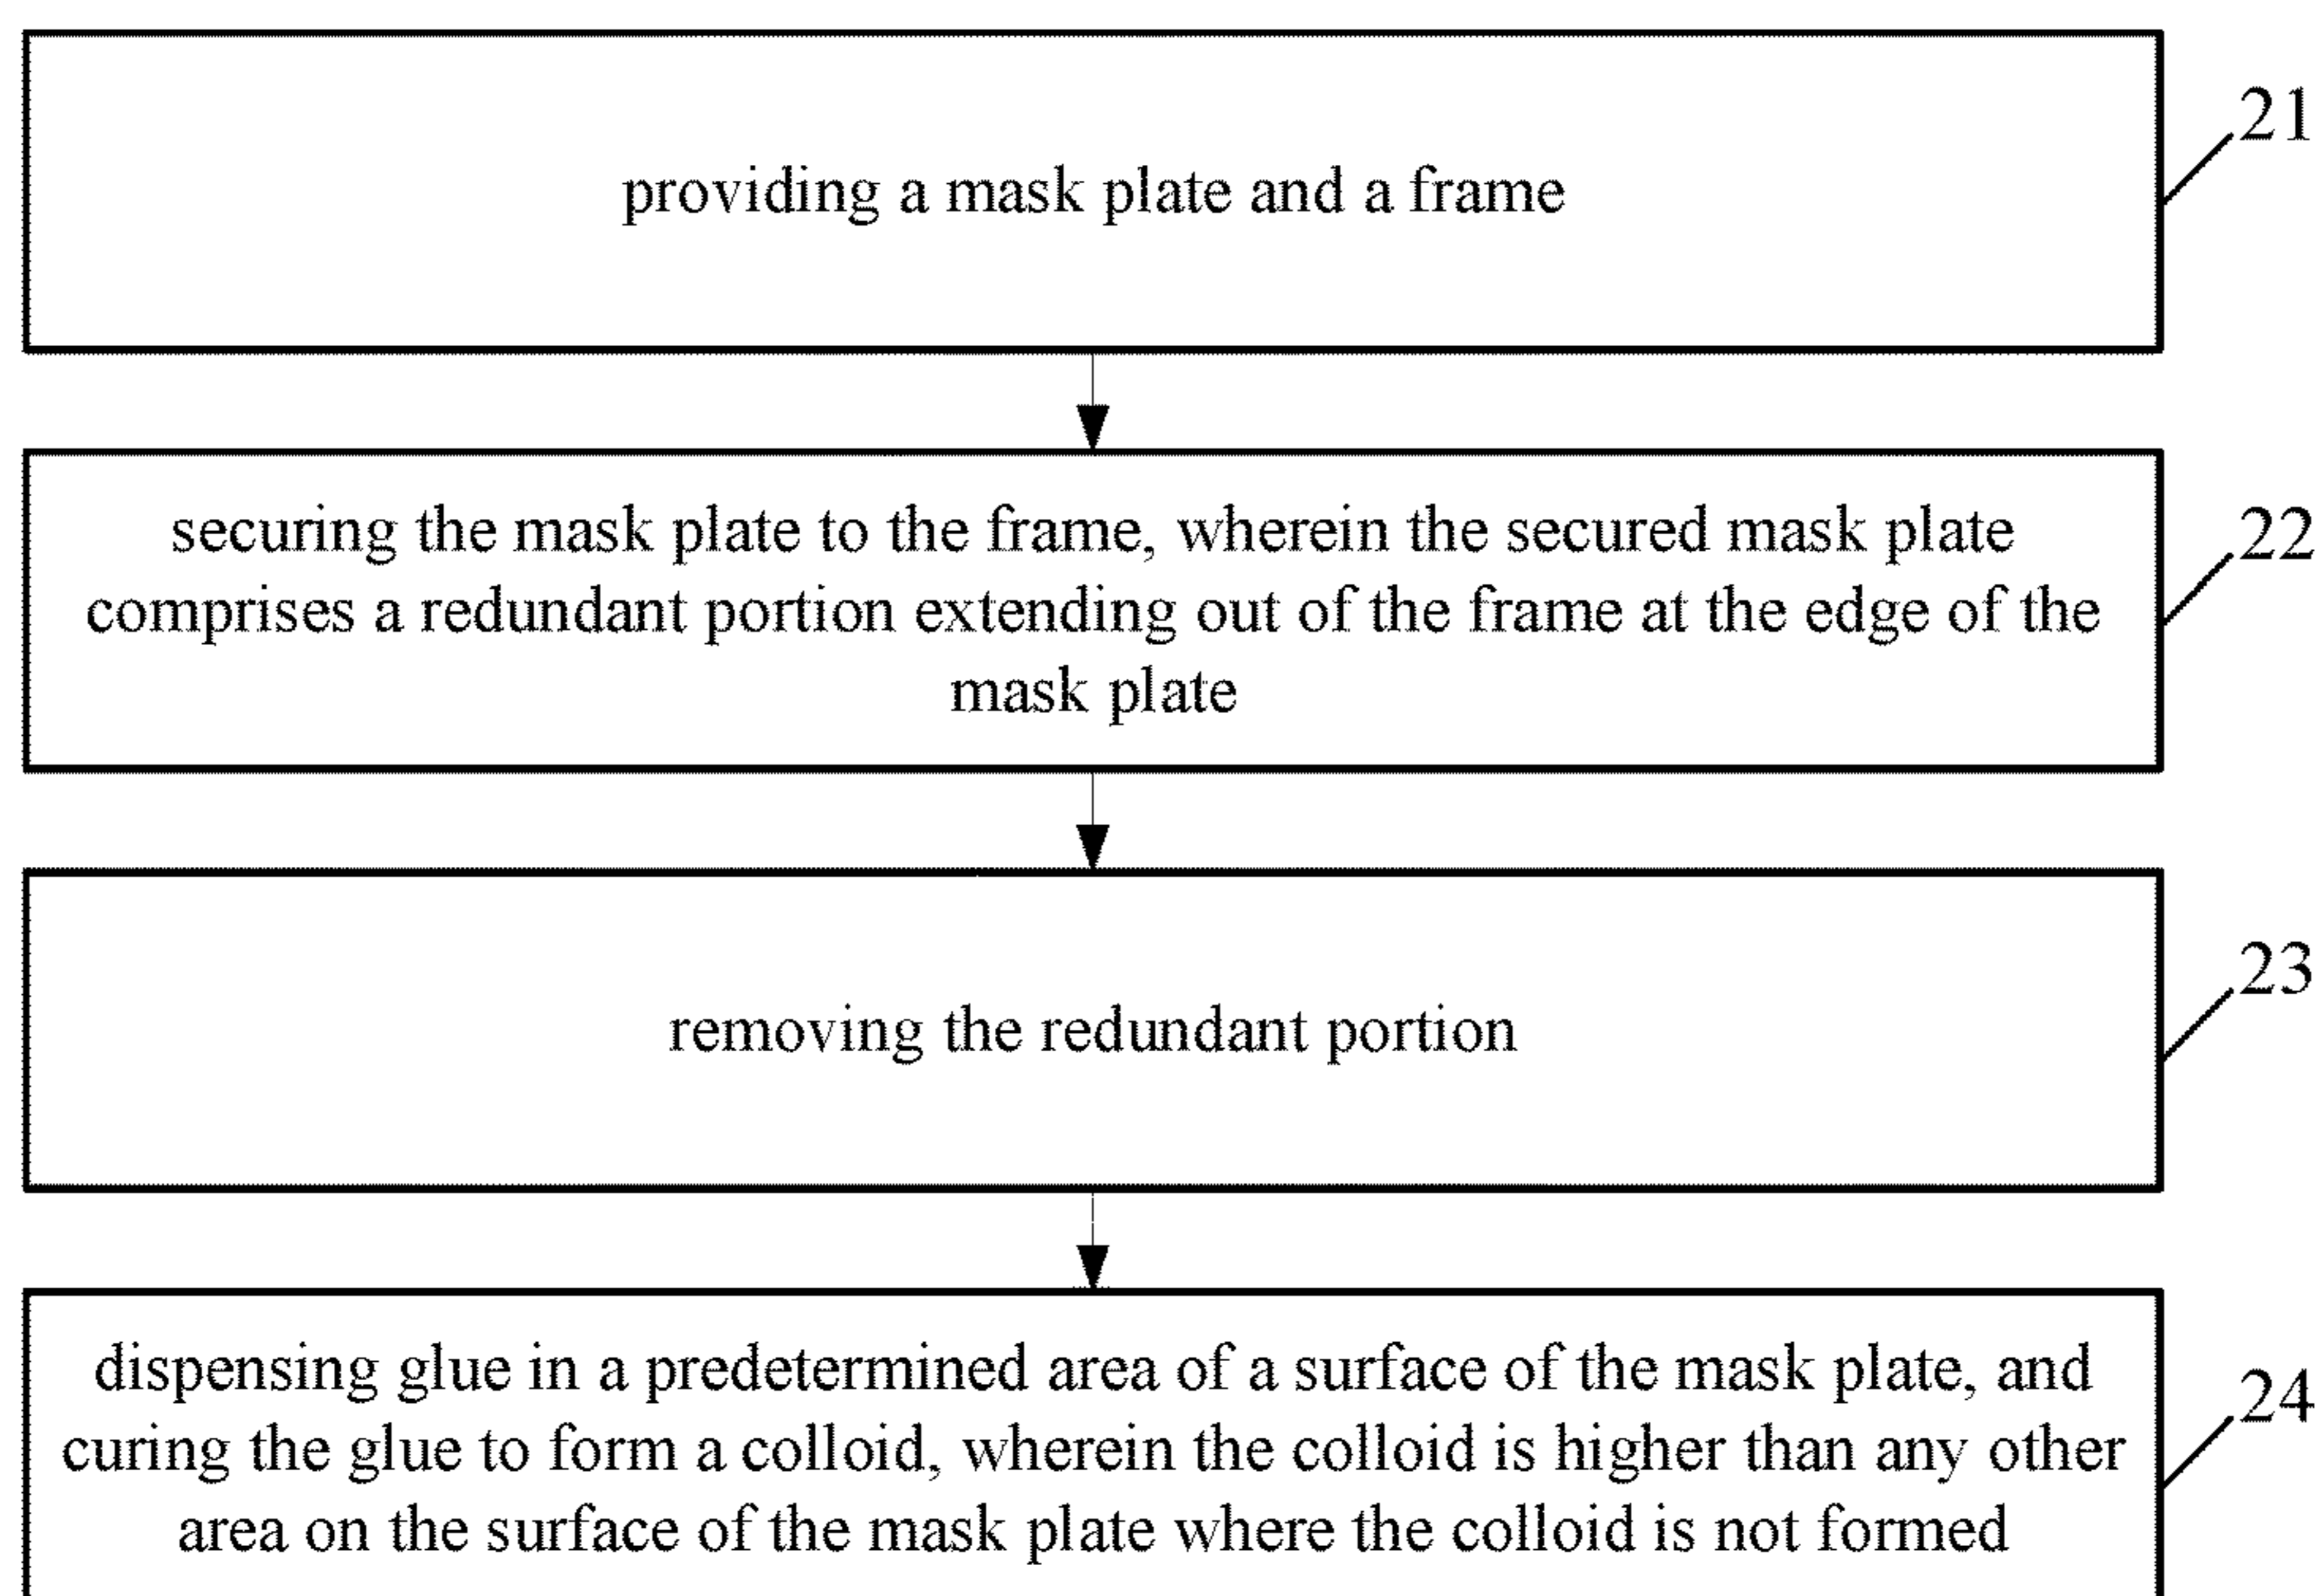 providing a mask plate and a frame
21
securing the mask plate to the frame, wherein the secured mask plate
comprises a redundant portion extending out of the frame at the edge of the
mask plate
22
removing the redundant portion
23
dispensing glue in a predetermined area of a surface of the mask plate, and
curing the glue to form a colloid, wherein the colloid is higher than any other
area on the surface of the mask plate where the colloid is not formed
24